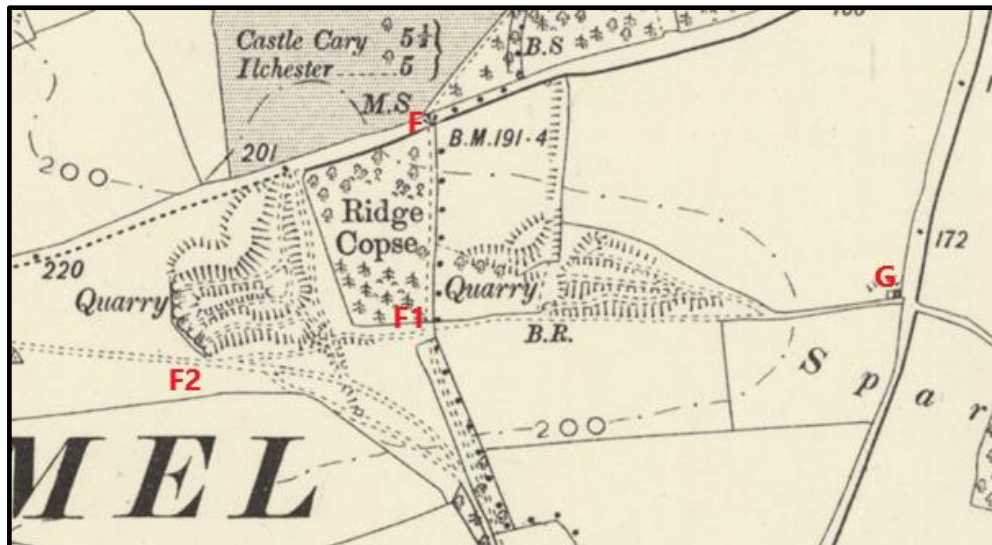 Castle Cary 5½
Ilchester 5
B.S
M.S
F
B.M.191·4
201
200
Ridge
Copse
220
Quarry
Quarry
172
G
F1
B.R.
F2
S p a r
200
MEL